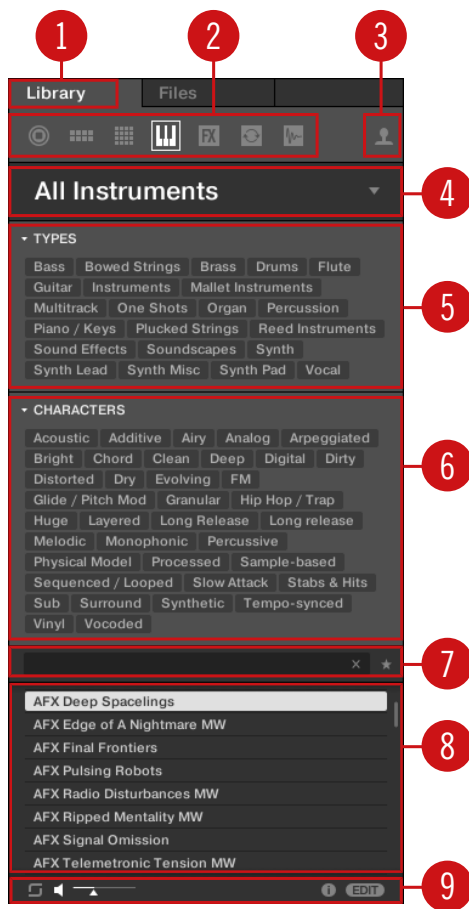 1 2 3
Library Files
FX
All Instruments
4
TYPES
Bass Bowed Strings Brass Drums Flute
Guitar Instruments Mallet Instruments
Multitrack One Shots Organ Percussion
5
Piano / Keys Plucked Strings Reed Instruments
Sound Effects Soundscapes Synth
Synth Lead Synth Misc Synth Pad Vocal
CHARACTERS
Acoustic Additive Airy Analog Arpeggiated
Bright Chord Clean Deep Digital Dirty
6
Distorted Dry Evolving FM
Glide / Pitch Mod Granular Hip Hop / Trap
Huge Layered Long Release Long release
Melodic Monophonic Percussive
Physical Model Processed Sample-based
Sequenced / Looped Slow Attack Stabs & Hits
Sub Surround Synthetic Tempo-synced
Vinyl Vocoded
7
AFX Deep Spacelings
AFX Edge of A Nightmare MW
AFX Final Frontiers
8
AFX Pulsing Robots
AFX Radio Disturbances MW
AFX Ripped Mentality MW
AFX Signal Omission
AFX Telemetronic Tension MW
i EDIT
9